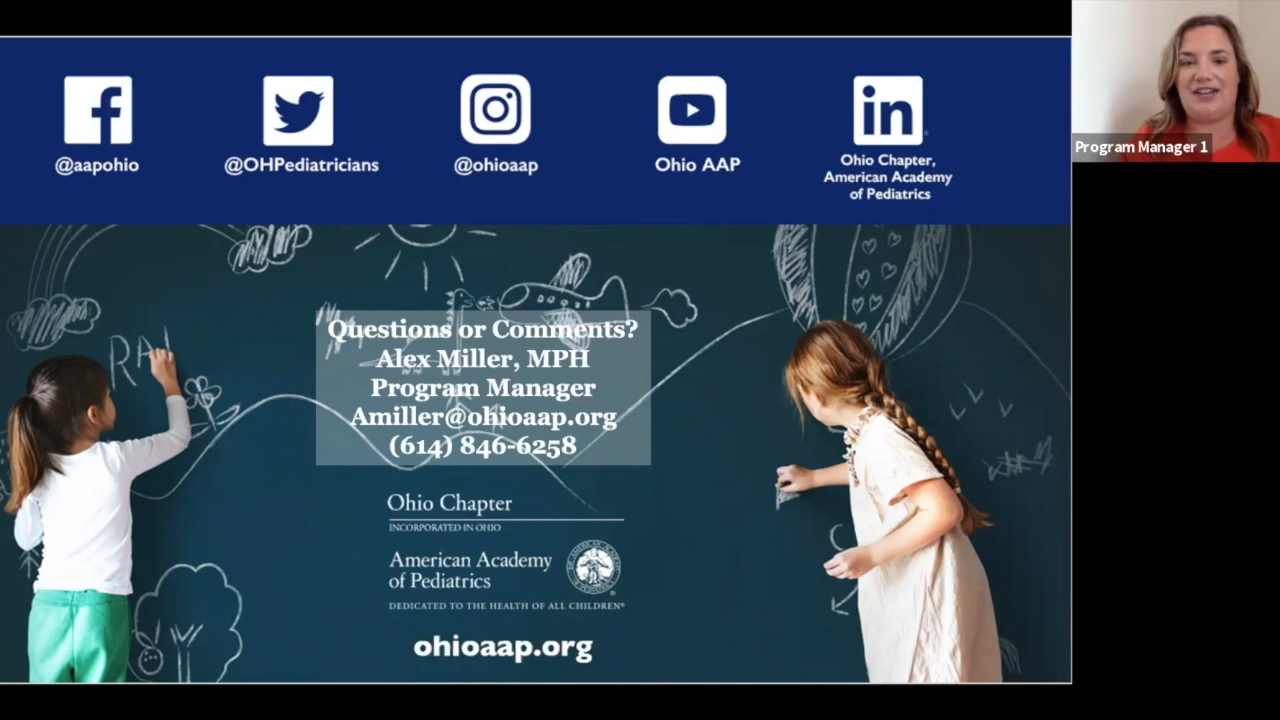 @aapohio
@OHPediatricians
@ohioaap
Ohio AAP
in
Ohio Chapter,
American Academy
of Pediatrics
Program Manager 1
RA
Questions or Comments?
Alex Miller, MPH
Program Manager
Amiller@ohioaap.org
(614) 846-6258
Ohio Chapter
INCORPORATED IN OHIO
American Academy
of Pediatrics
DEDICATED TO THE HEALTH OF ALL CHILDREN®
ohioaap.org